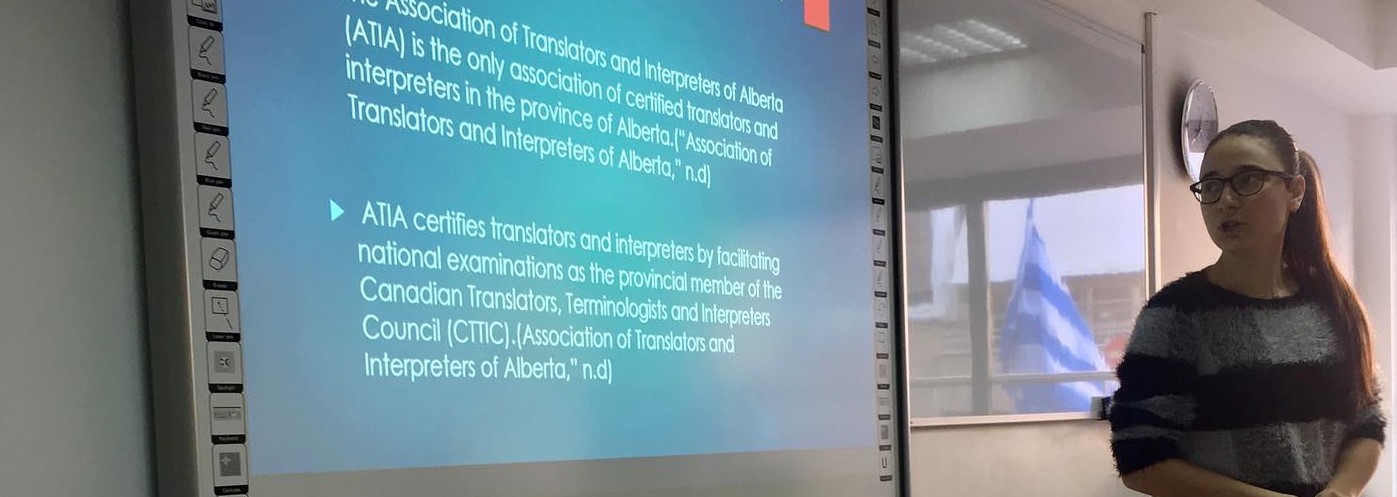 Association of Translators and Interpreters of Alberta
(ATIA) is the only association of certified translators and
interpreters in the province of Alberta.("Association of
Translators and Interpreters of Alberta," n.d)
ATIA certifies translators and interpreters by facilitating
national examinations as the provincial member of the
Canadian Translators, Terminologists and Interpreters
Council (CTTIC).(Association of Translators and
Interpreters of Alberta," n.d)